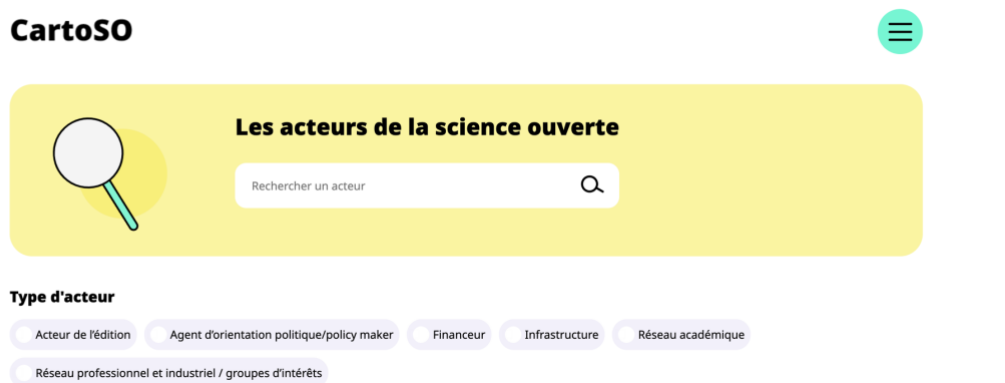 CartoSO
Les acteurs de la science ouverte
Rechercher un acteur
Type d'acteur
Acteur de l’édition Agent d’orientation politique/policy maker Financeur Infrastructure Réseau académique
Réseau professionnel et industriel / groupes d’intérêts